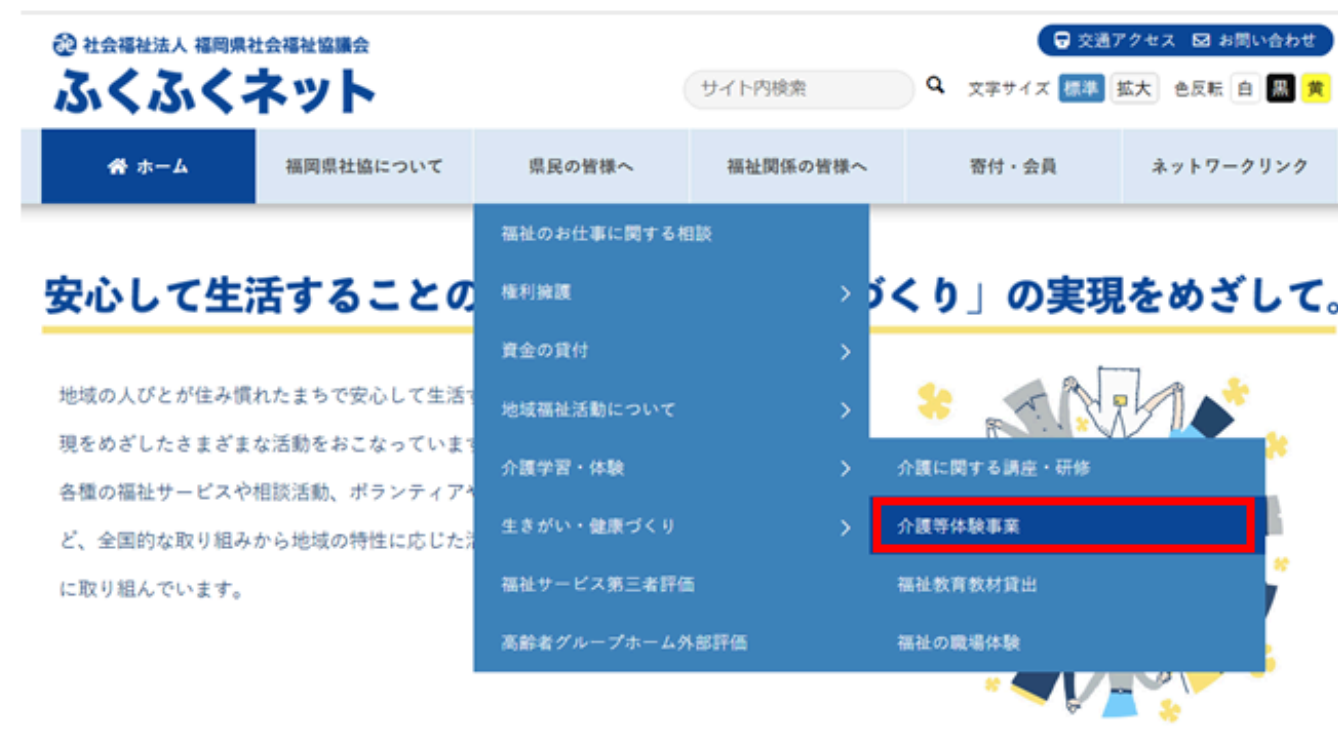 社会福祉法人 福岡県社会福祉協議会
ふくふくネット
交通アクセス お問い合わせ
サイト内検索
文字サイズ 標準 拡大 色反転 白 黒 黄
ホーム 福岡県社協について 県民の皆様へ 福祉関係の皆様へ 寄付・会員 ネットワークリンク
福祉のお仕事に関する相談
権利擁護
資金の貸付
地域福祉活動について
介護学習・体験
生きがい・健康づくり
福祉サービス第三者評価
高齢者グループホーム外部評価
介護に関する講座・研修
介護等体験事業
福祉教育教材貸出
福祉の職場体験
安心して生活することの づくり」の実現をめざして。
地域の人びとが住み慣れたまちで安心して生活
現をめざしたさまざまな活動をおこなっています
各種の福祉サービスや相談活動、ボランティアや
ど、全国的な取り組みから地域の特性に応じた
に取り組んでいます。